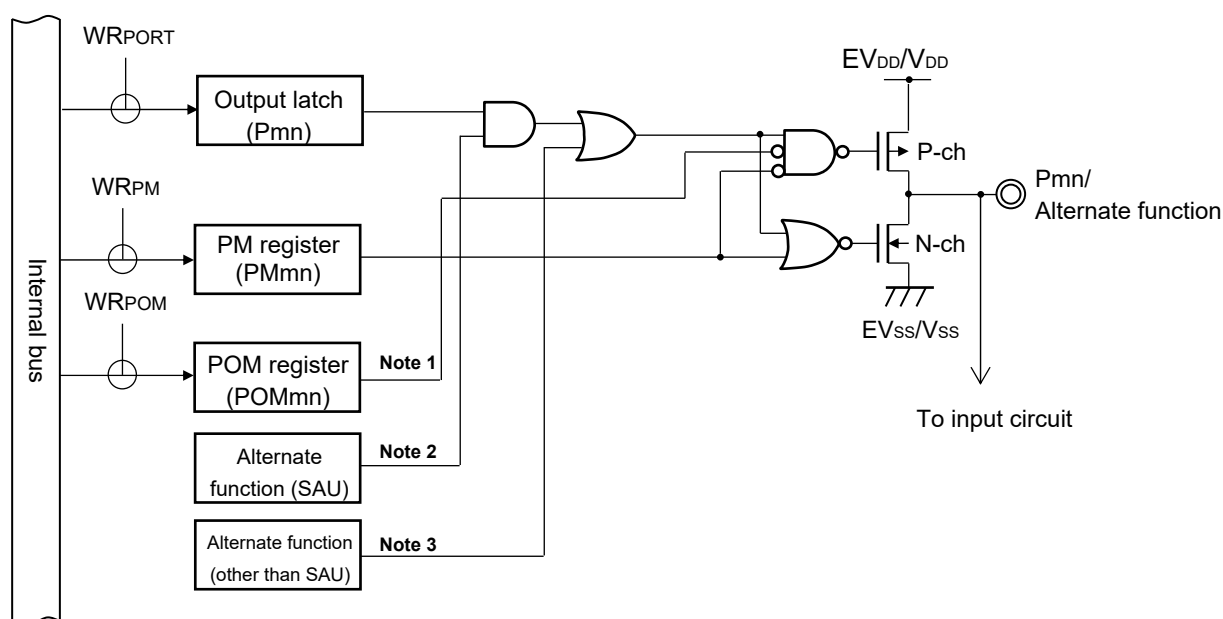 WRPORT
EVDD/VDD
Output latch
(Pmn)
P-ch
Pmn/
Alternate function
WRPM
PM register
(PMmn)
N-ch
Internal bus
WRPOM
EVSS/VSS
POM register
(POMmn)
Note 1
To input circuit
Alternate
function (SAU)
Note 2
Alternate function
(other than SAU)
Note 3